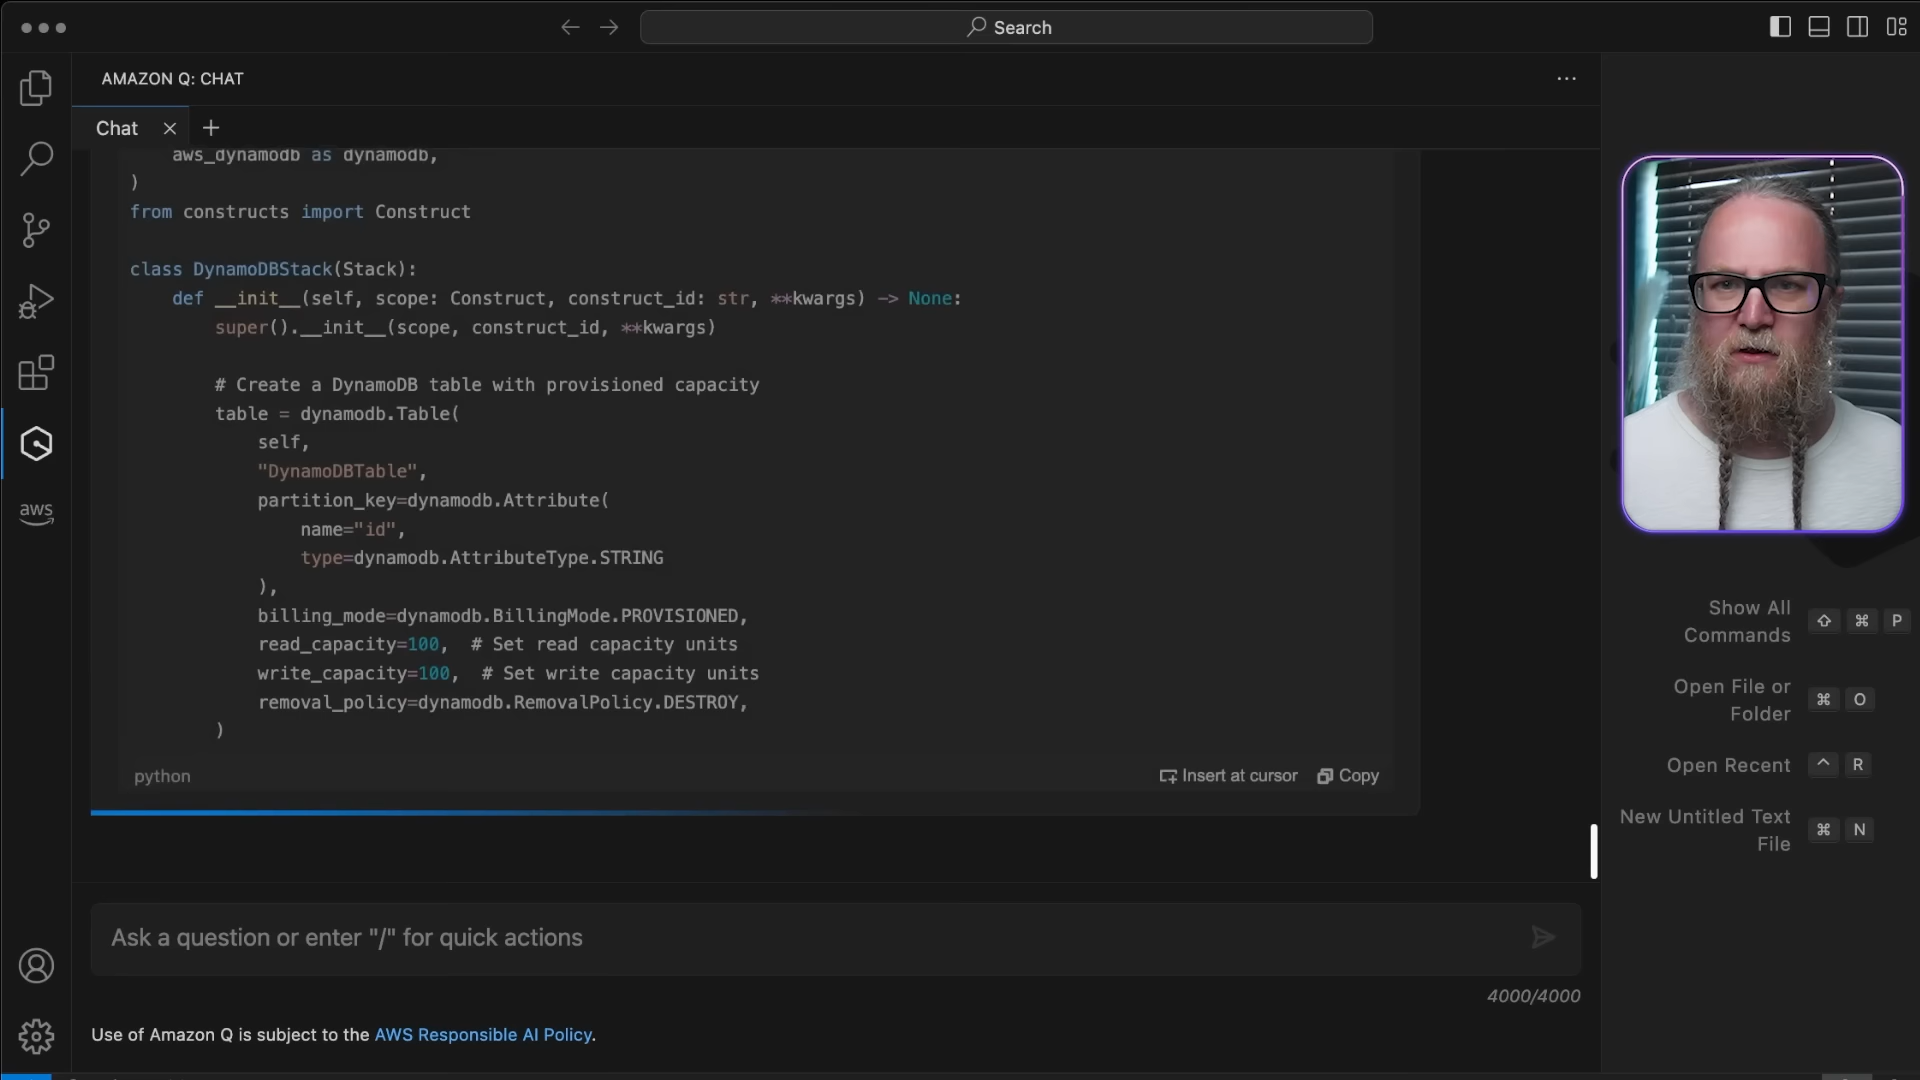 Search
AMAZON Q: CHAT
Chat
aws_dynamodb as dynamodb,
)
from constructs import Construct
class DynamoDBStack(Stack):
def __init__(self, scope: Construct, construct_id: str, **kwargs) -> None:
super().__init__(scope, construct_id, **kwargs)
# Create a DynamoDB table with provisioned capacity
table = dynamodb.Table(
self,
"DynamoDBTable",
partition_key=dynamodb.Attribute(
name="id",
type=dynamodb.AttributeType.STRING
),
billing_mode=dynamodb.BillingMode.PROVISIONED,
read_capacity=100,  # Set read capacity units
write_capacity=100,  # Set write capacity units
removal_policy=dynamodb.RemovalPolicy.DESTROY,
)
python
Insert at cursor
Copy
aws
Show All
Commands ⇧ ⌘ P
Open File or
Folder ⌘ O
Open Recent ^ R
New Untitled Text
File ⌘ N
Ask a question or enter "/" for quick actions
4000/4000
Use of Amazon Q is subject to the AWS Responsible AI Policy.